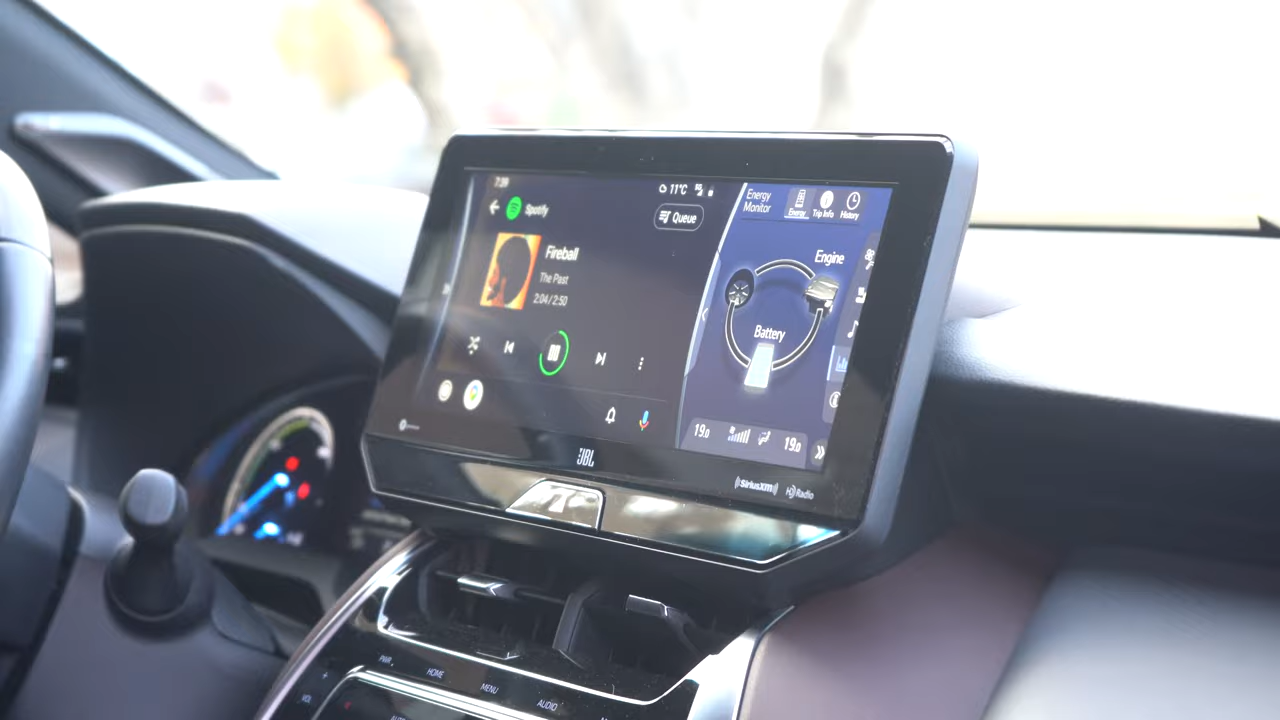 7:39
11°C
Spotify
Queue
Fireball
The Past
2:04 / 2:50
Energy
Monitor
Energy
Trip Info
History
Engine
Battery
19.0
19.0
JBL
((SiriusXM))
HD Radio
PWR
HOME
MENU
AUDIO
VOL